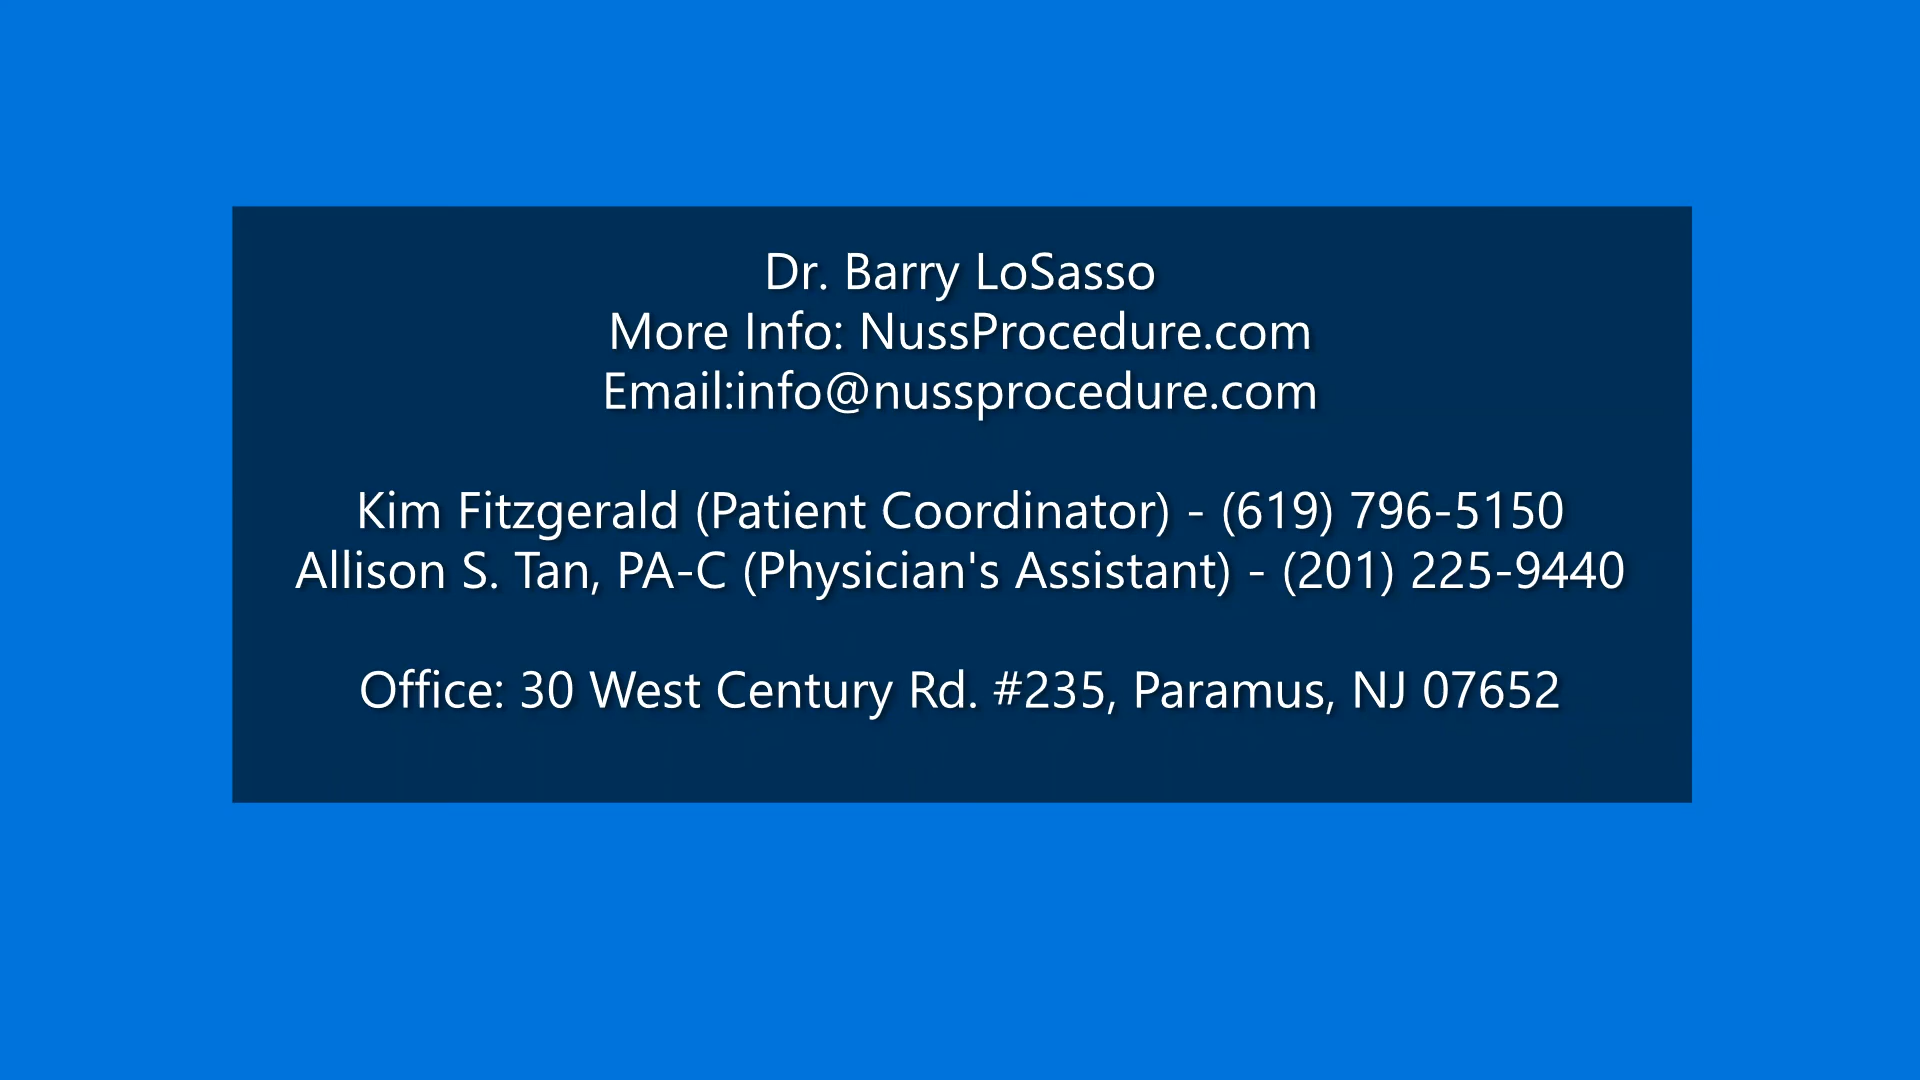 Dr. Barry LoSasso
More Info: NussProcedure.com
Email:info@nussprocedure.com
Kim Fitzgerald (Patient Coordinator) - (619) 796-5150
Allison S. Tan, PA-C (Physician's Assistant) - (201) 225-9440
Office: 30 West Century Rd. #235, Paramus, NJ 07652